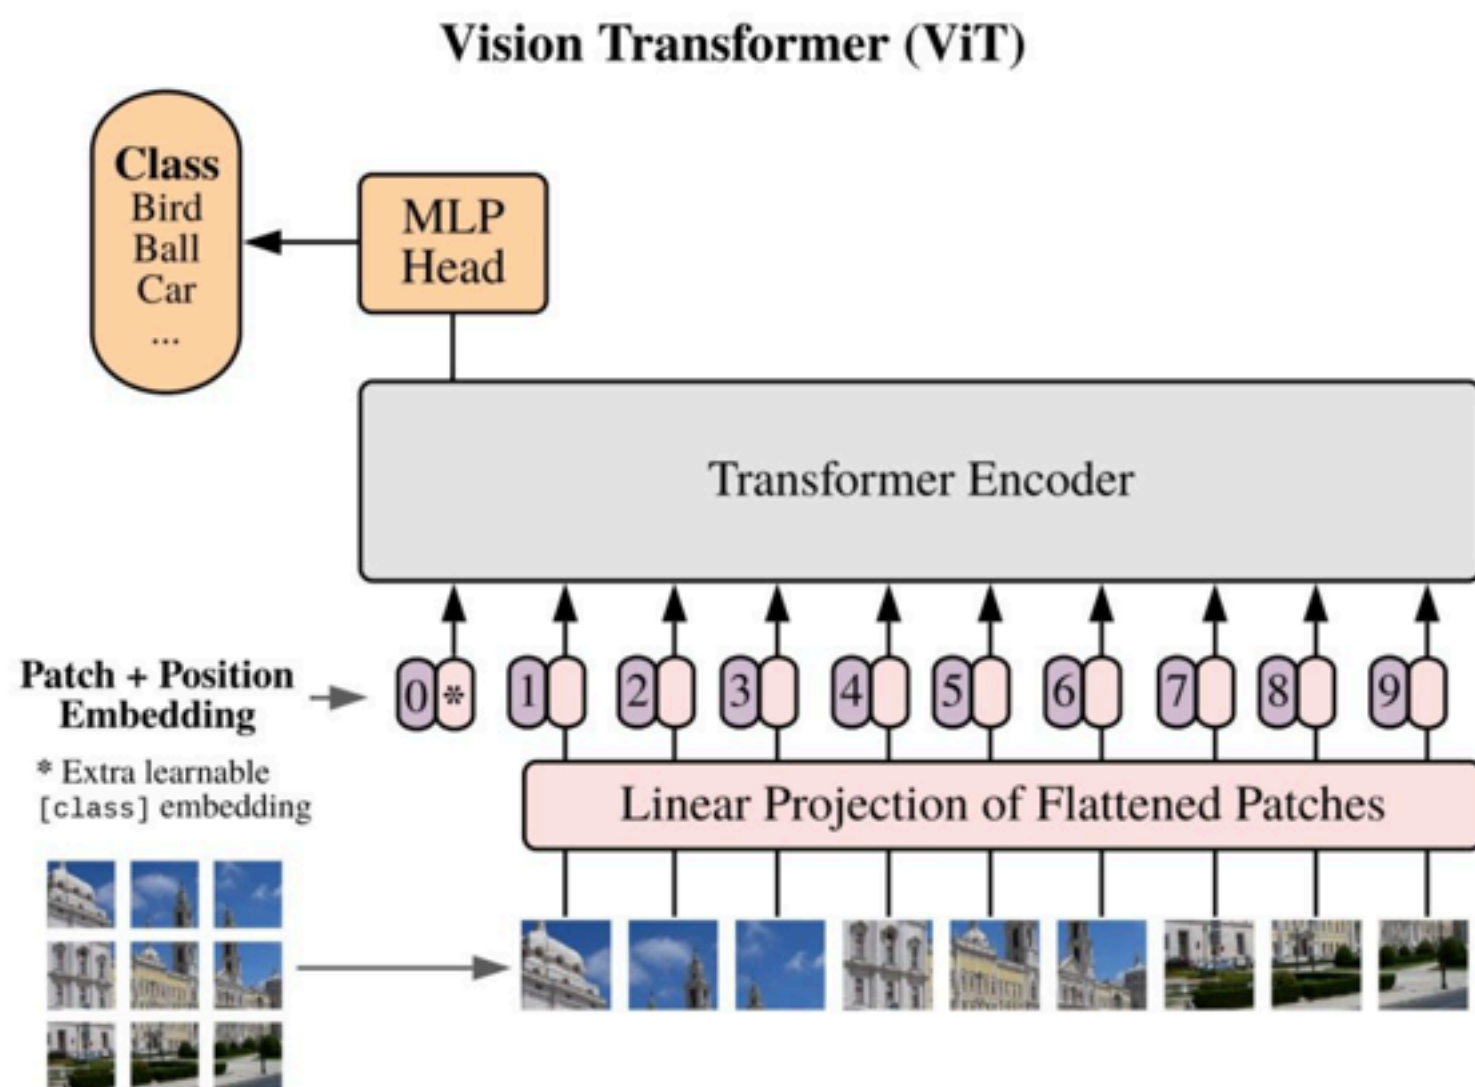 Vision Transformer (ViT)
Class
Bird
Ball
Car
...
MLP
Head
Transformer Encoder
Patch + Position
Embedding
0 * 1 2 3 4 5 6 7 8 9
* Extra learnable
[class] embedding
Linear Projection of Flattened Patches